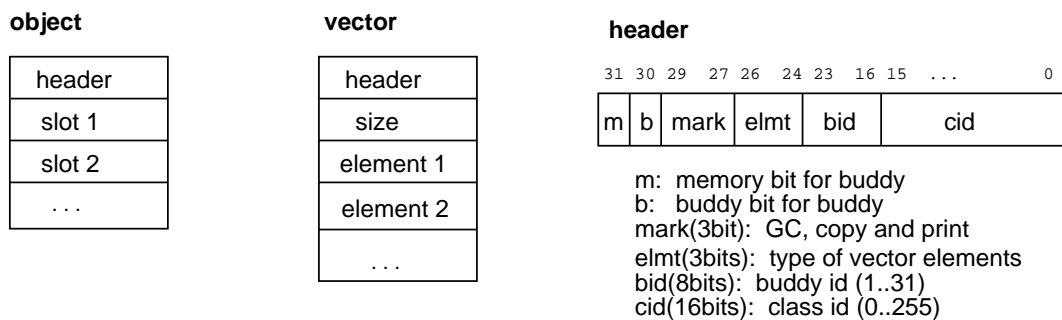 object
header
slot 1
slot 2
. . .
vector
header
size
element 1
element 2
. . .
header
31 30 29 27 26 24 23 16 15 ... 0
m b mark elmt bid cid
m: memory bit for buddy
b: buddy bit for buddy
mark(3bit): GC, copy and print
elmt(3bits): type of vector elements
bid(8bits): buddy id (1..31)
cid(16bits): class id (0..255)